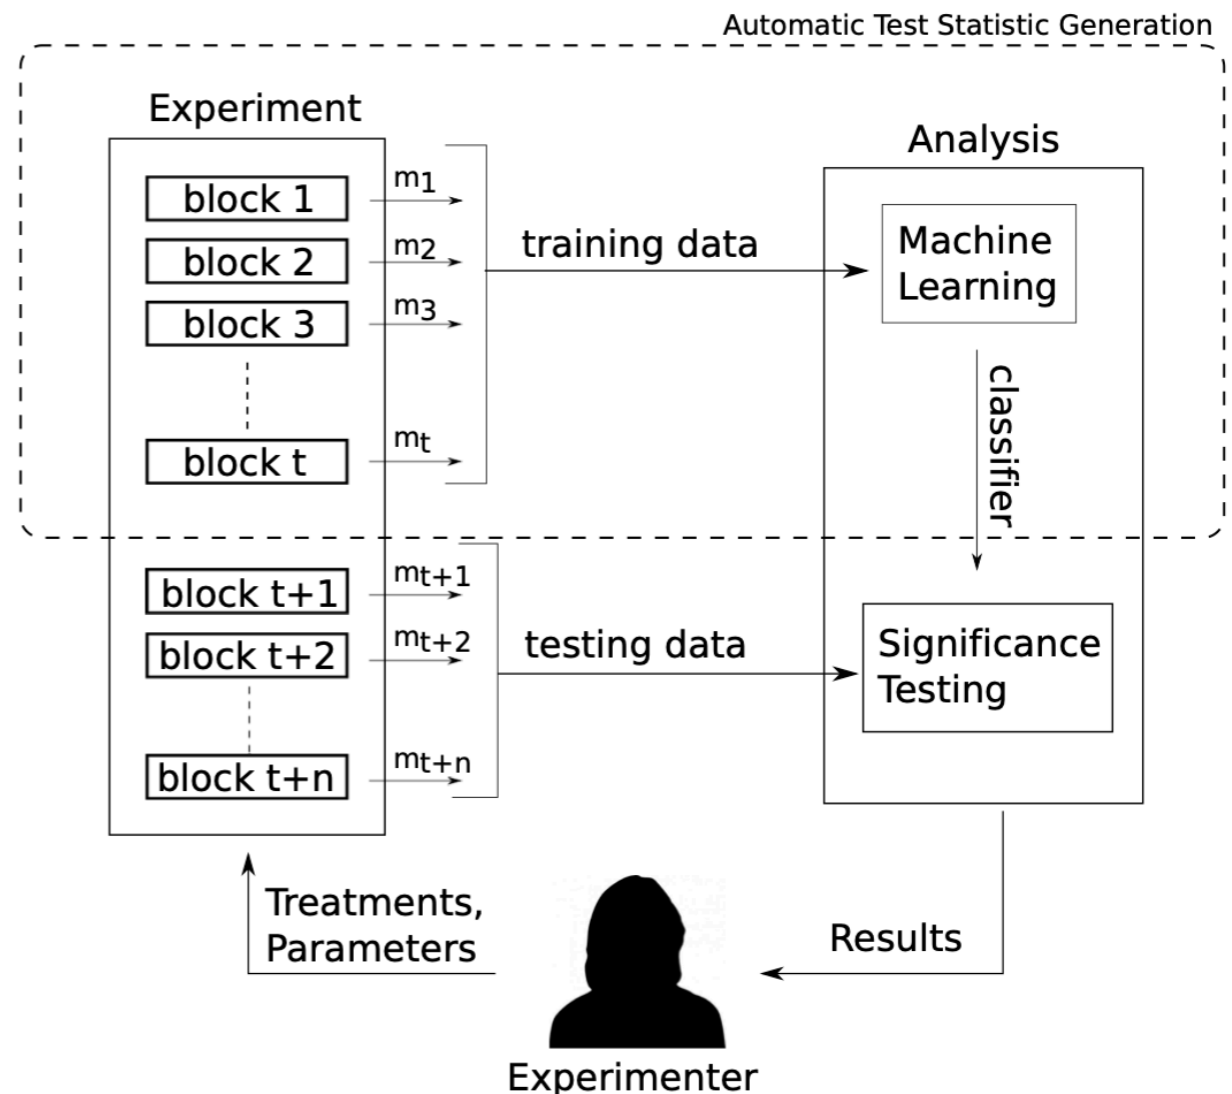 Automatic Test Statistic Generation
Experiment
block 1
m1
block 2
m2
block 3
m3
block t
mt
training data
Analysis
Machine
Learning
classifier
block t+1
mt+1
block t+2
mt+2
block t+n
mt+n
testing data
Significance
Testing
Treatments,
Parameters
Results
Experimenter